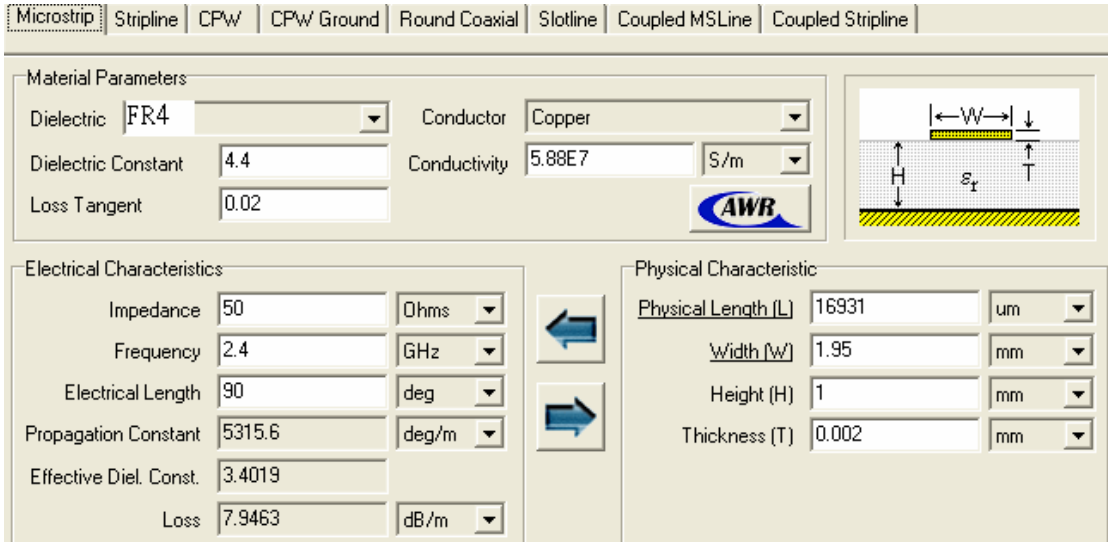 Microstrip Stripline CPW CPW Ground Round Coaxial Slotline Coupled MSLine Coupled Stripline
Material Parameters
Dielectric FR4 Conductor Copper
Dielectric Constant 4.4 Conductivity 5.88E7 S/m
Loss Tangent 0.02 AWR
W
H
εr
T
Electrical Characteristics
Impedance 50 Ohms
Frequency 2.4 GHz
Electrical Length 90 deg
Propagation Constant 5315.6 deg/m
Effective Diel. Const. 3.4019
Loss 7.9463 dB/m
Physical Characteristic
Physical Length (L) 16931 um
Width (W) 1.95 mm
Height (H) 1 mm
Thickness (T) 0.002 mm